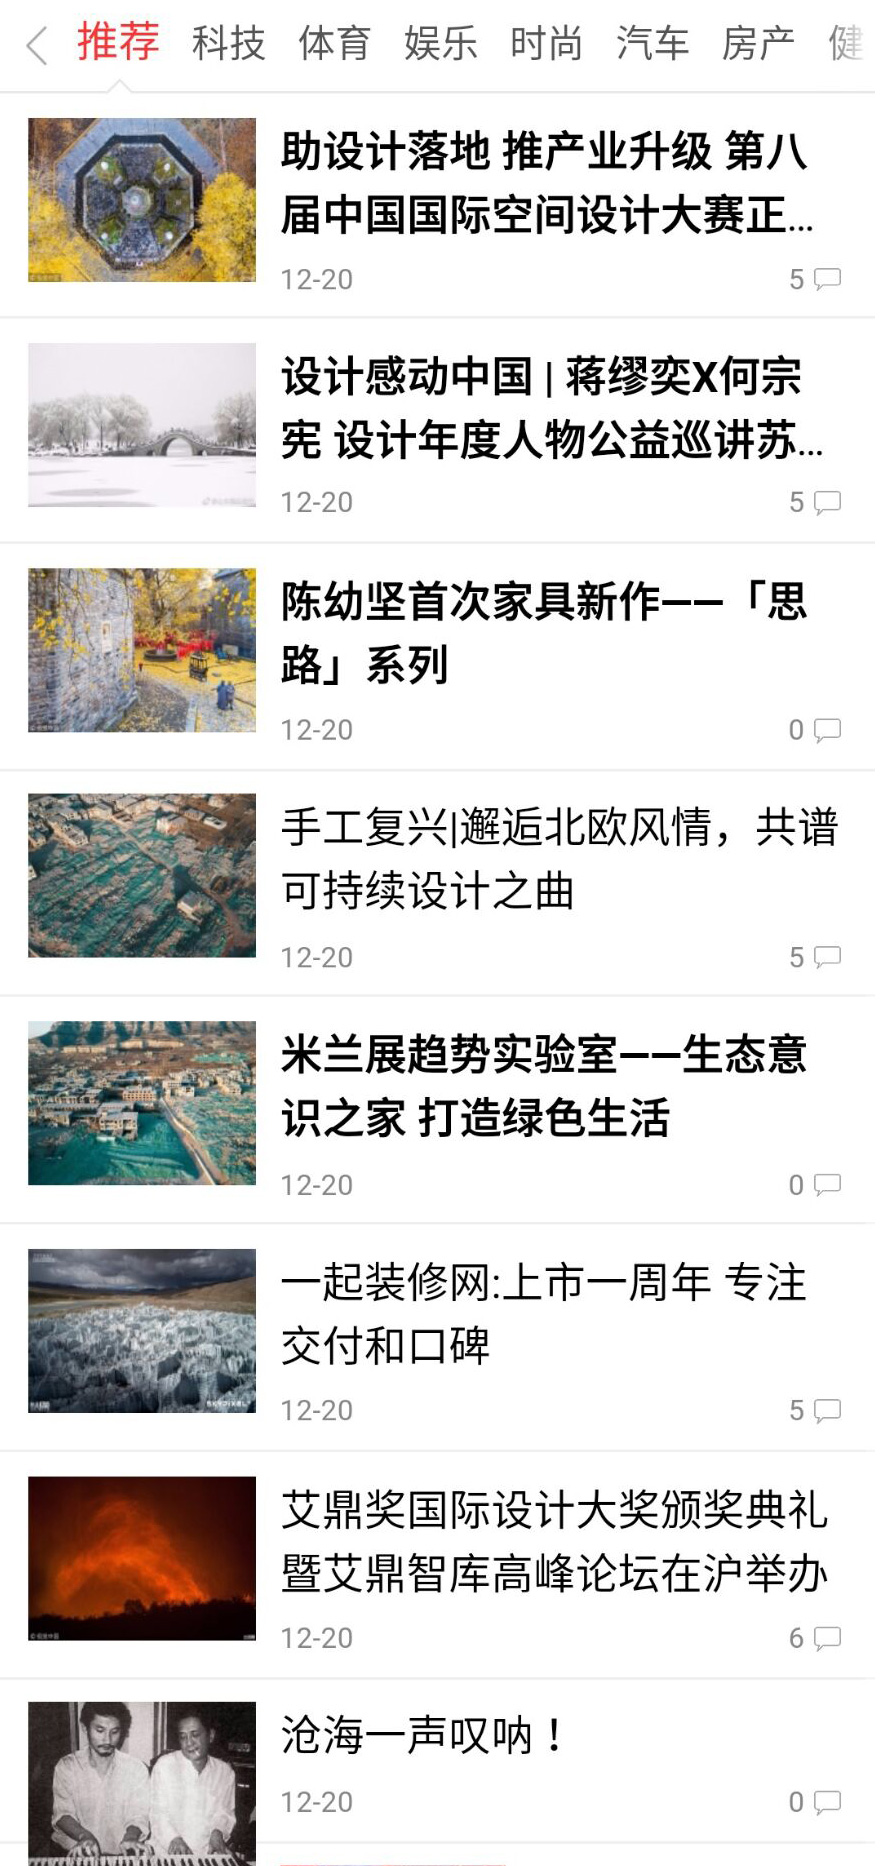 推荐 科技 体育 娱乐 时尚 汽车 房产 健
助设计落地 推产业升级 第八
届中国国际空间设计大赛正...
12-20 5
设计感动中国 | 蒋缪奕X何宗
宪 设计年度人物公益巡讲苏...
12-20 5
陈幼坚首次家具新作——「思
路」系列
12-20 0
手工复兴|邂逅北欧风情，共谱
可持续设计之曲
12-20 5
米兰展趋势实验室——生态意
识之家 打造绿色生活
12-20 0
一起装修网:上市一周年 专注
交付和口碑
12-20 5
艾鼎奖国际设计大奖颁奖典礼
暨艾鼎智库高峰论坛在沪举办
12-20 6
沧海一声叹呐！
12-20 0